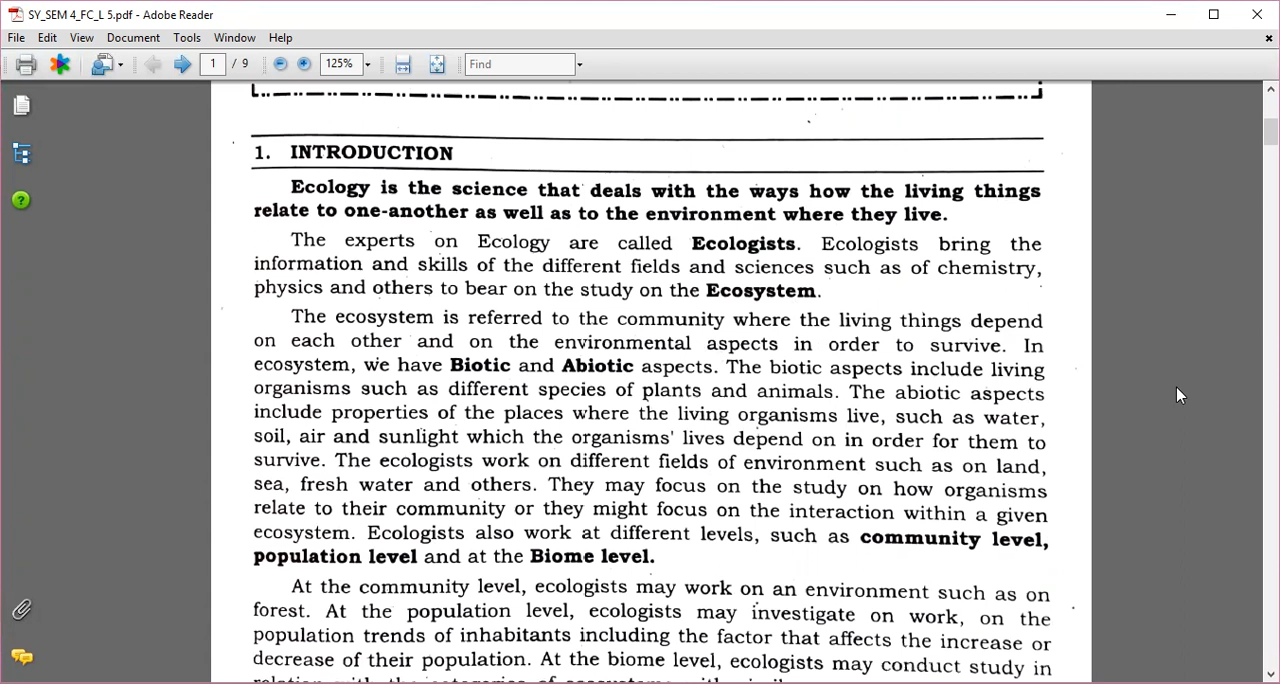 SY_SEM 4_FC_L 5.pdf - Adobe Reader
File Edit View Document Tools Window Help
1 / 9 125% Find
1. INTRODUCTION
Ecology is the science that deals with the ways how the living things
relate to one-another as well as to the environment where they live.
The experts on Ecology are called Ecologists. Ecologists bring the
information and skills of the different fields and sciences such as of chemistry,
physics and others to bear on the study on the Ecosystem.
The ecosystem is referred to the community where the living things depend
on each other and on the environmental aspects in order to survive. In
ecosystem, we have Biotic and Abiotic aspects. The biotic aspects include living
organisms such as different species of plants and animals. The abiotic aspects
include properties of the places where the living organisms live, such as water,
soil, air and sunlight which the organisms' lives depend on in order for them to
survive. The ecologists work on different fields of environment such as on land,
sea, fresh water and others. They may focus on the study on how organisms
relate to their community or they might focus on the interaction within a given
ecosystem. Ecologists also work at different levels, such as community level,
population level and at the Biome level.
At the community level, ecologists may work on an environment such as on
forest. At the population level, ecologists may investigate on work, on the
population trends of inhabitants including the factor that affects the increase or
decrease of their population. At the biome level, ecologists may conduct study in